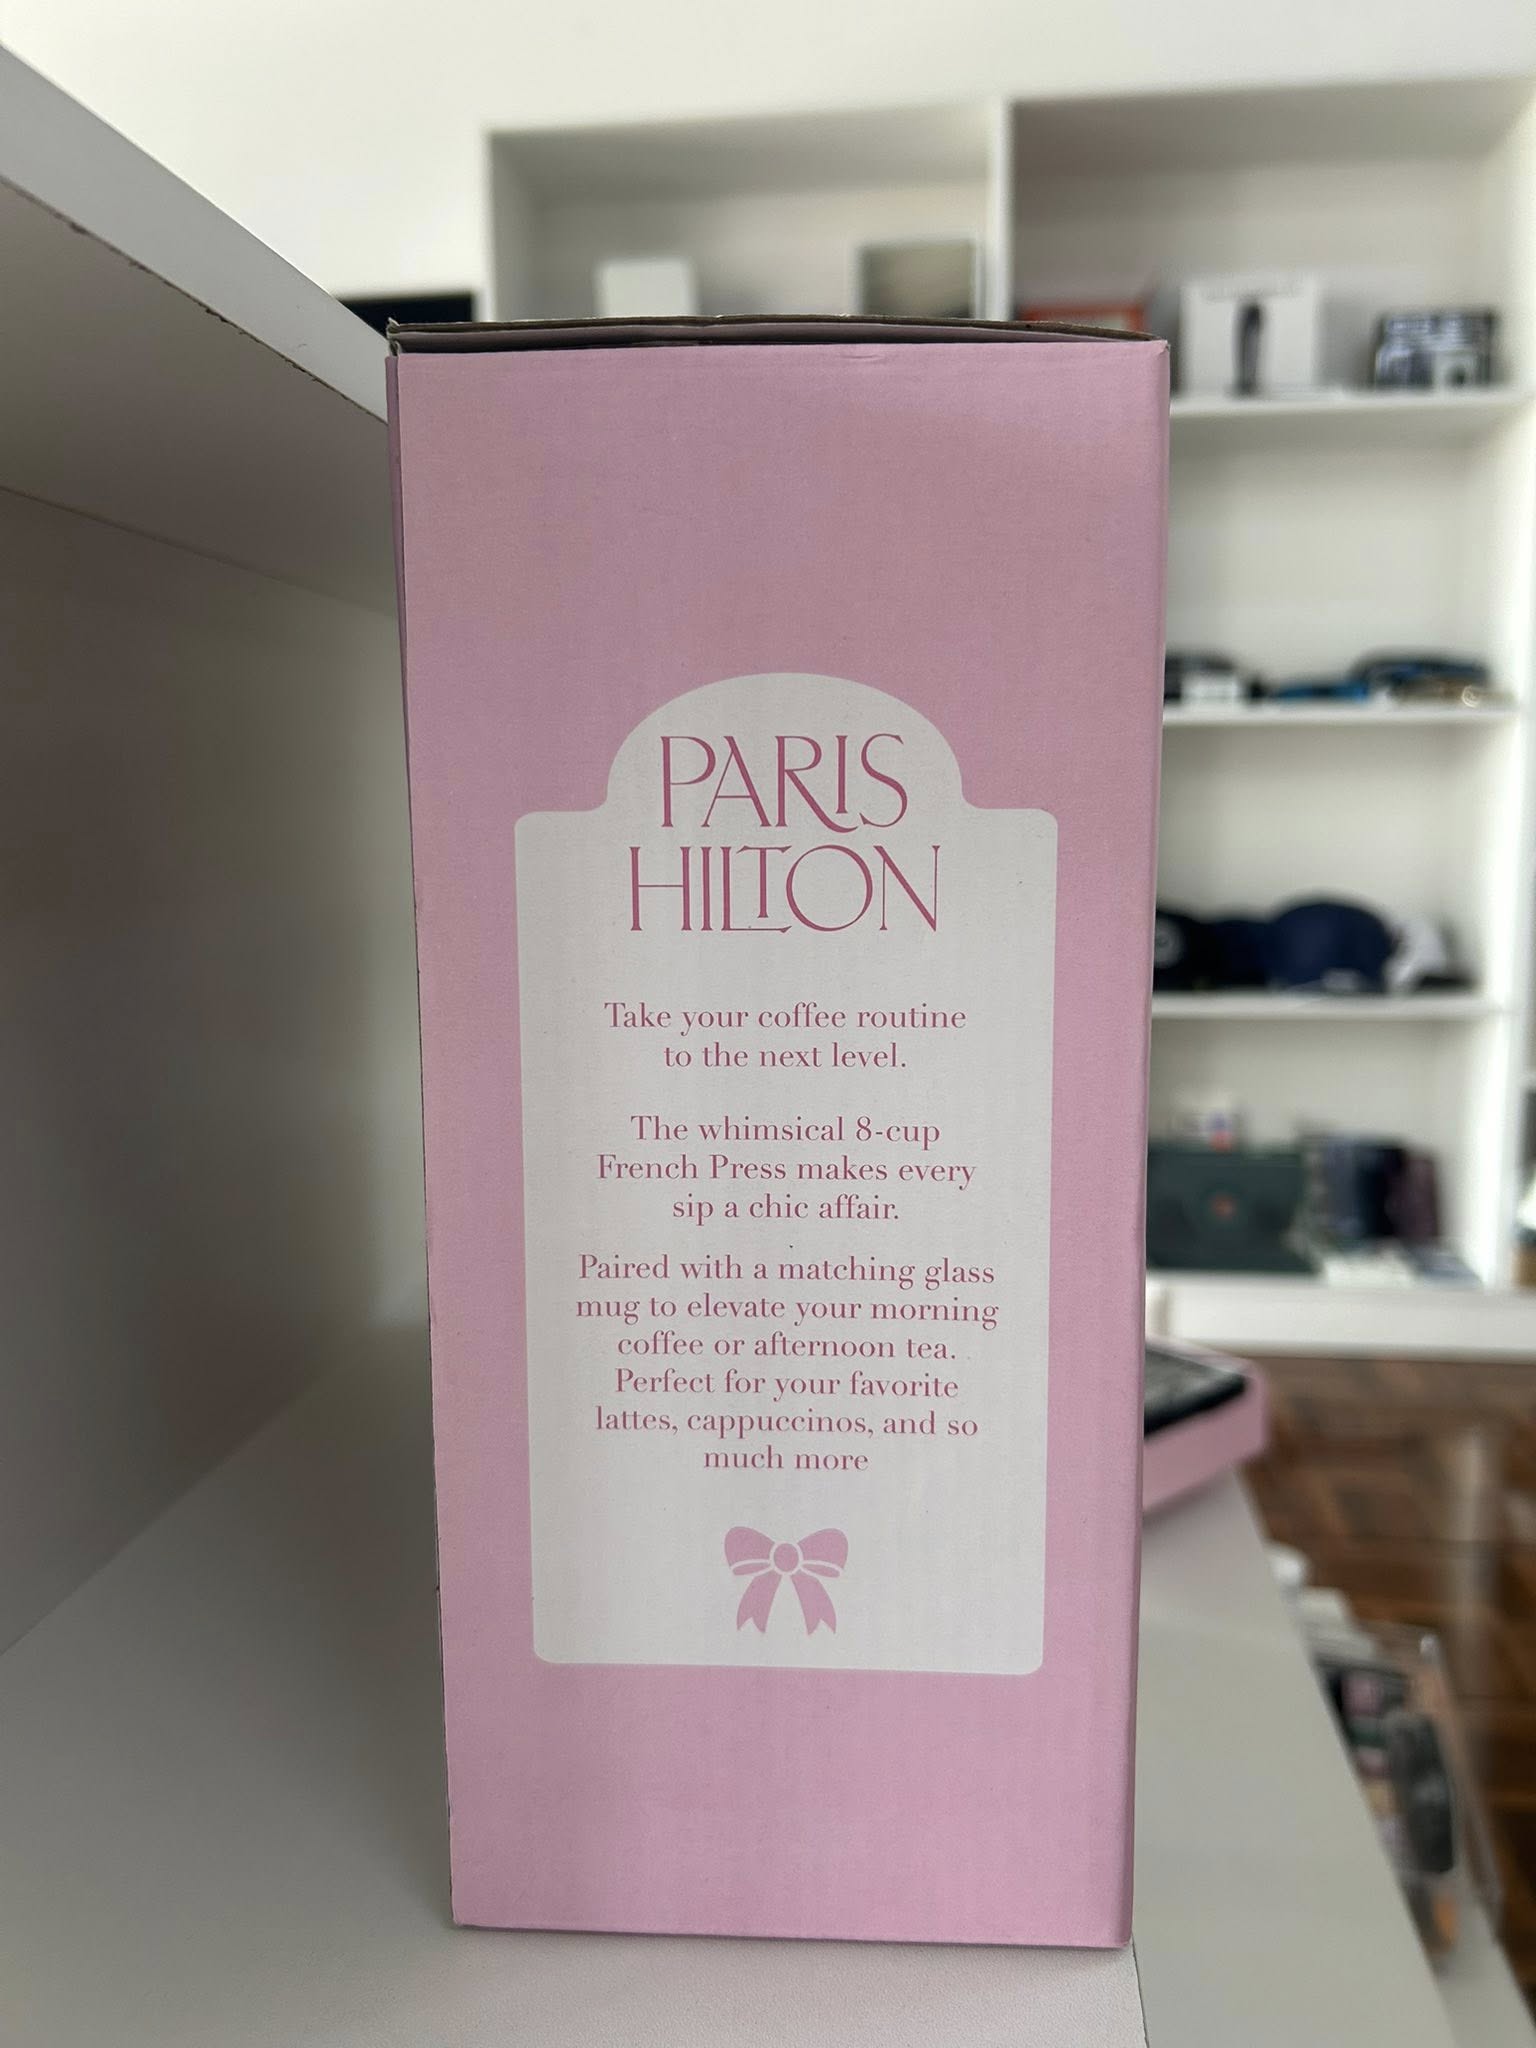 PARIS
HILTON
Take your coffee routine
to the next level.
The whimsical 8-cup
French Press makes every
sip a chic affair.
Paired with a matching glass
mug to elevate your morning
coffee or afternoon tea.
Perfect for your favorite
lattes, cappuccinos, and so
much more